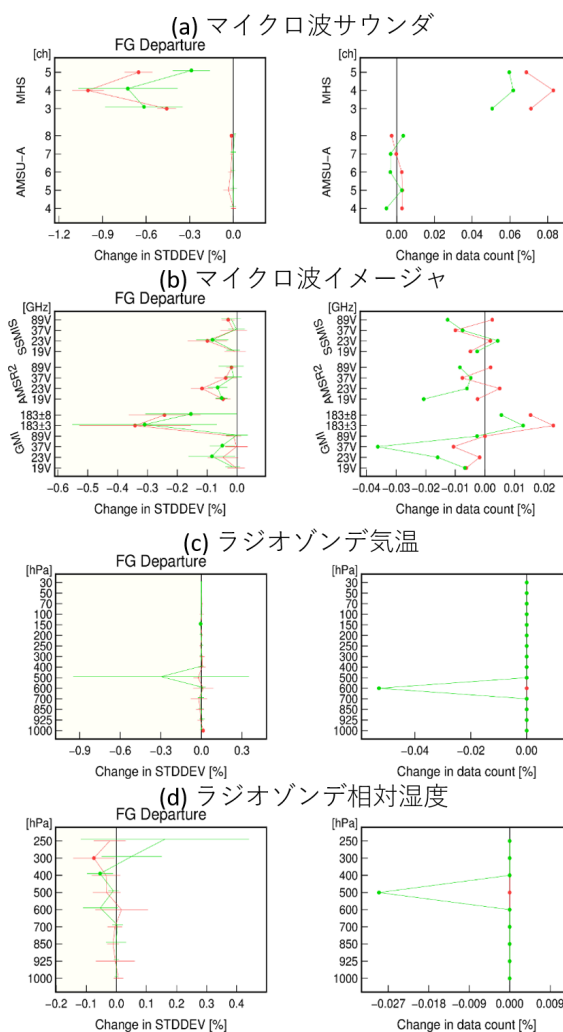 (a) マイクロ波サウンダ
[ch] FG Departure [ch]
MHS 5 4 3
AMSU-A 8 7 6 5 4
−1.2 −0.9 −0.6 −0.3 0.0
Change in STDDEV [%]
MHS 5 4 3
AMSU-A 8 7 6 5 4
0.00 0.02 0.04 0.06 0.08
Change in data count [%]
(b) マイクロ波イメージャ
[GHz] FG Departure [GHz]
SSMIS 89V 37V 23V 19V
AMSR2 89V 37V 23V 19V
GMI 183±8 183±3 89V 37V 23V 19V
−0.6 −0.5 −0.4 −0.3 −0.2 −0.1 0.0
Change in STDDEV [%]
SSMIS 89V 37V 23V 19V
AMSR2 89V 37V 23V 19V
GMI 183±8 183±3 89V 37V 23V 19V
−0.04 −0.03 −0.02 −0.01 0.00 0.01 0.02
Change in data count [%]
(c) ラジオゾンデ気温
[hPa] FG Departure [hPa]
30 50 70 100 150 200 250 300 400 500 600 700 850 925 1000
−0.9 −0.6 −0.3 0.0 0.3
Change in STDDEV [%]
30 50 70 100 150 200 250 300 400 500 600 700 850 925 1000
−0.04 −0.02 0.00
Change in data count [%]
(d) ラジオゾンデ相対湿度
[hPa] FG Departure [hPa]
250 300 400 500 600 700 850 925 1000
−0.2 −0.1 0.0 0.1 0.2 0.3 0.4
Change in STDDEV [%]
250 300 400 500 600 700 850 925 1000
−0.027 −0.018 −0.009 0.000 0.009
Change in data count [%]